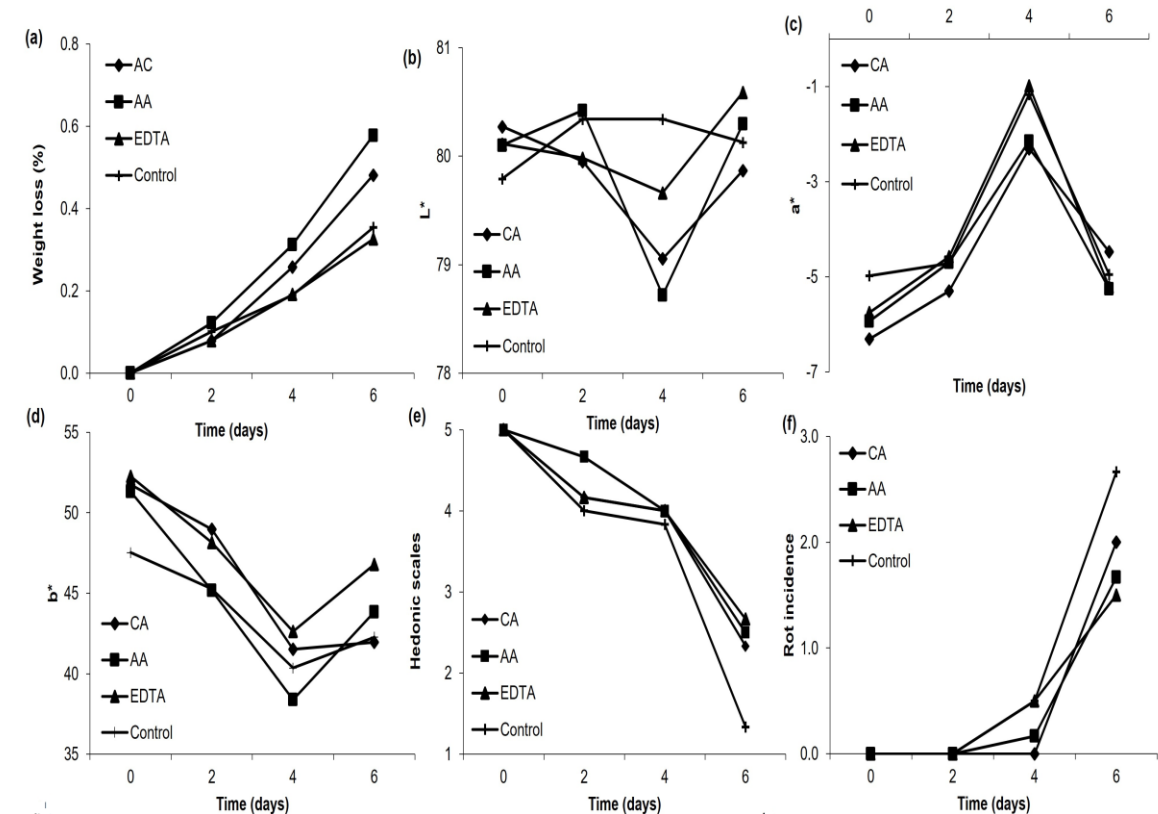 (a)
0.8
0.6
0.4
0.2
0.0
Weight loss (%)
AC
AA
EDTA
Control
0 2 4 6
Time (days)
(b)
81
80
79
78
L*
CA
AA
EDTA
Control
0 2 4 6
Time (days)
(c)
0 2 4 6
-1
-3
-5
-7
a*
CA
AA
EDTA
Control
Time (days)
(d)
55
50
45
40
35
b*
CA
AA
EDTA
Control
0 2 4 6
Time (days)
(e)
5
4
3
2
1
Hedonic scales
CA
AA
EDTA
Control
0 2 4 6
Time (days)
(f)
3.0
2.0
1.0
0.0
Rot incidence
CA
AA
EDTA
Control
0 2 4 6
Time (days)